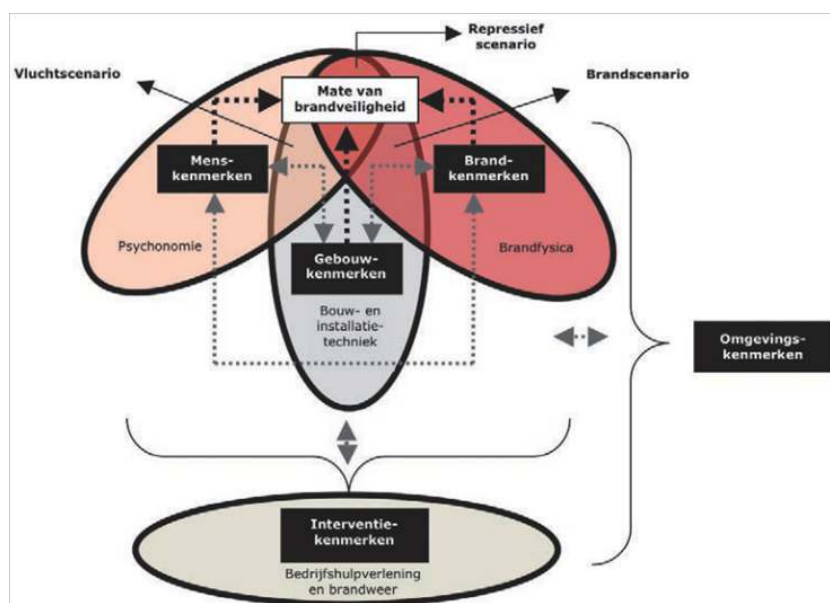 Repressief
scenario
Vluchtscenario
Brandscenario
Mate van
brandveiligheid
Mens-
kenmerken
Brand-
kenmerken
Psychonomie
Brandfysica
Gebouw-
kenmerken
Bouw- en
installatie-
techniek
Omgevings-
kenmerken
Interventie-
kenmerken
Bedrijfshulpverlening
en brandweer